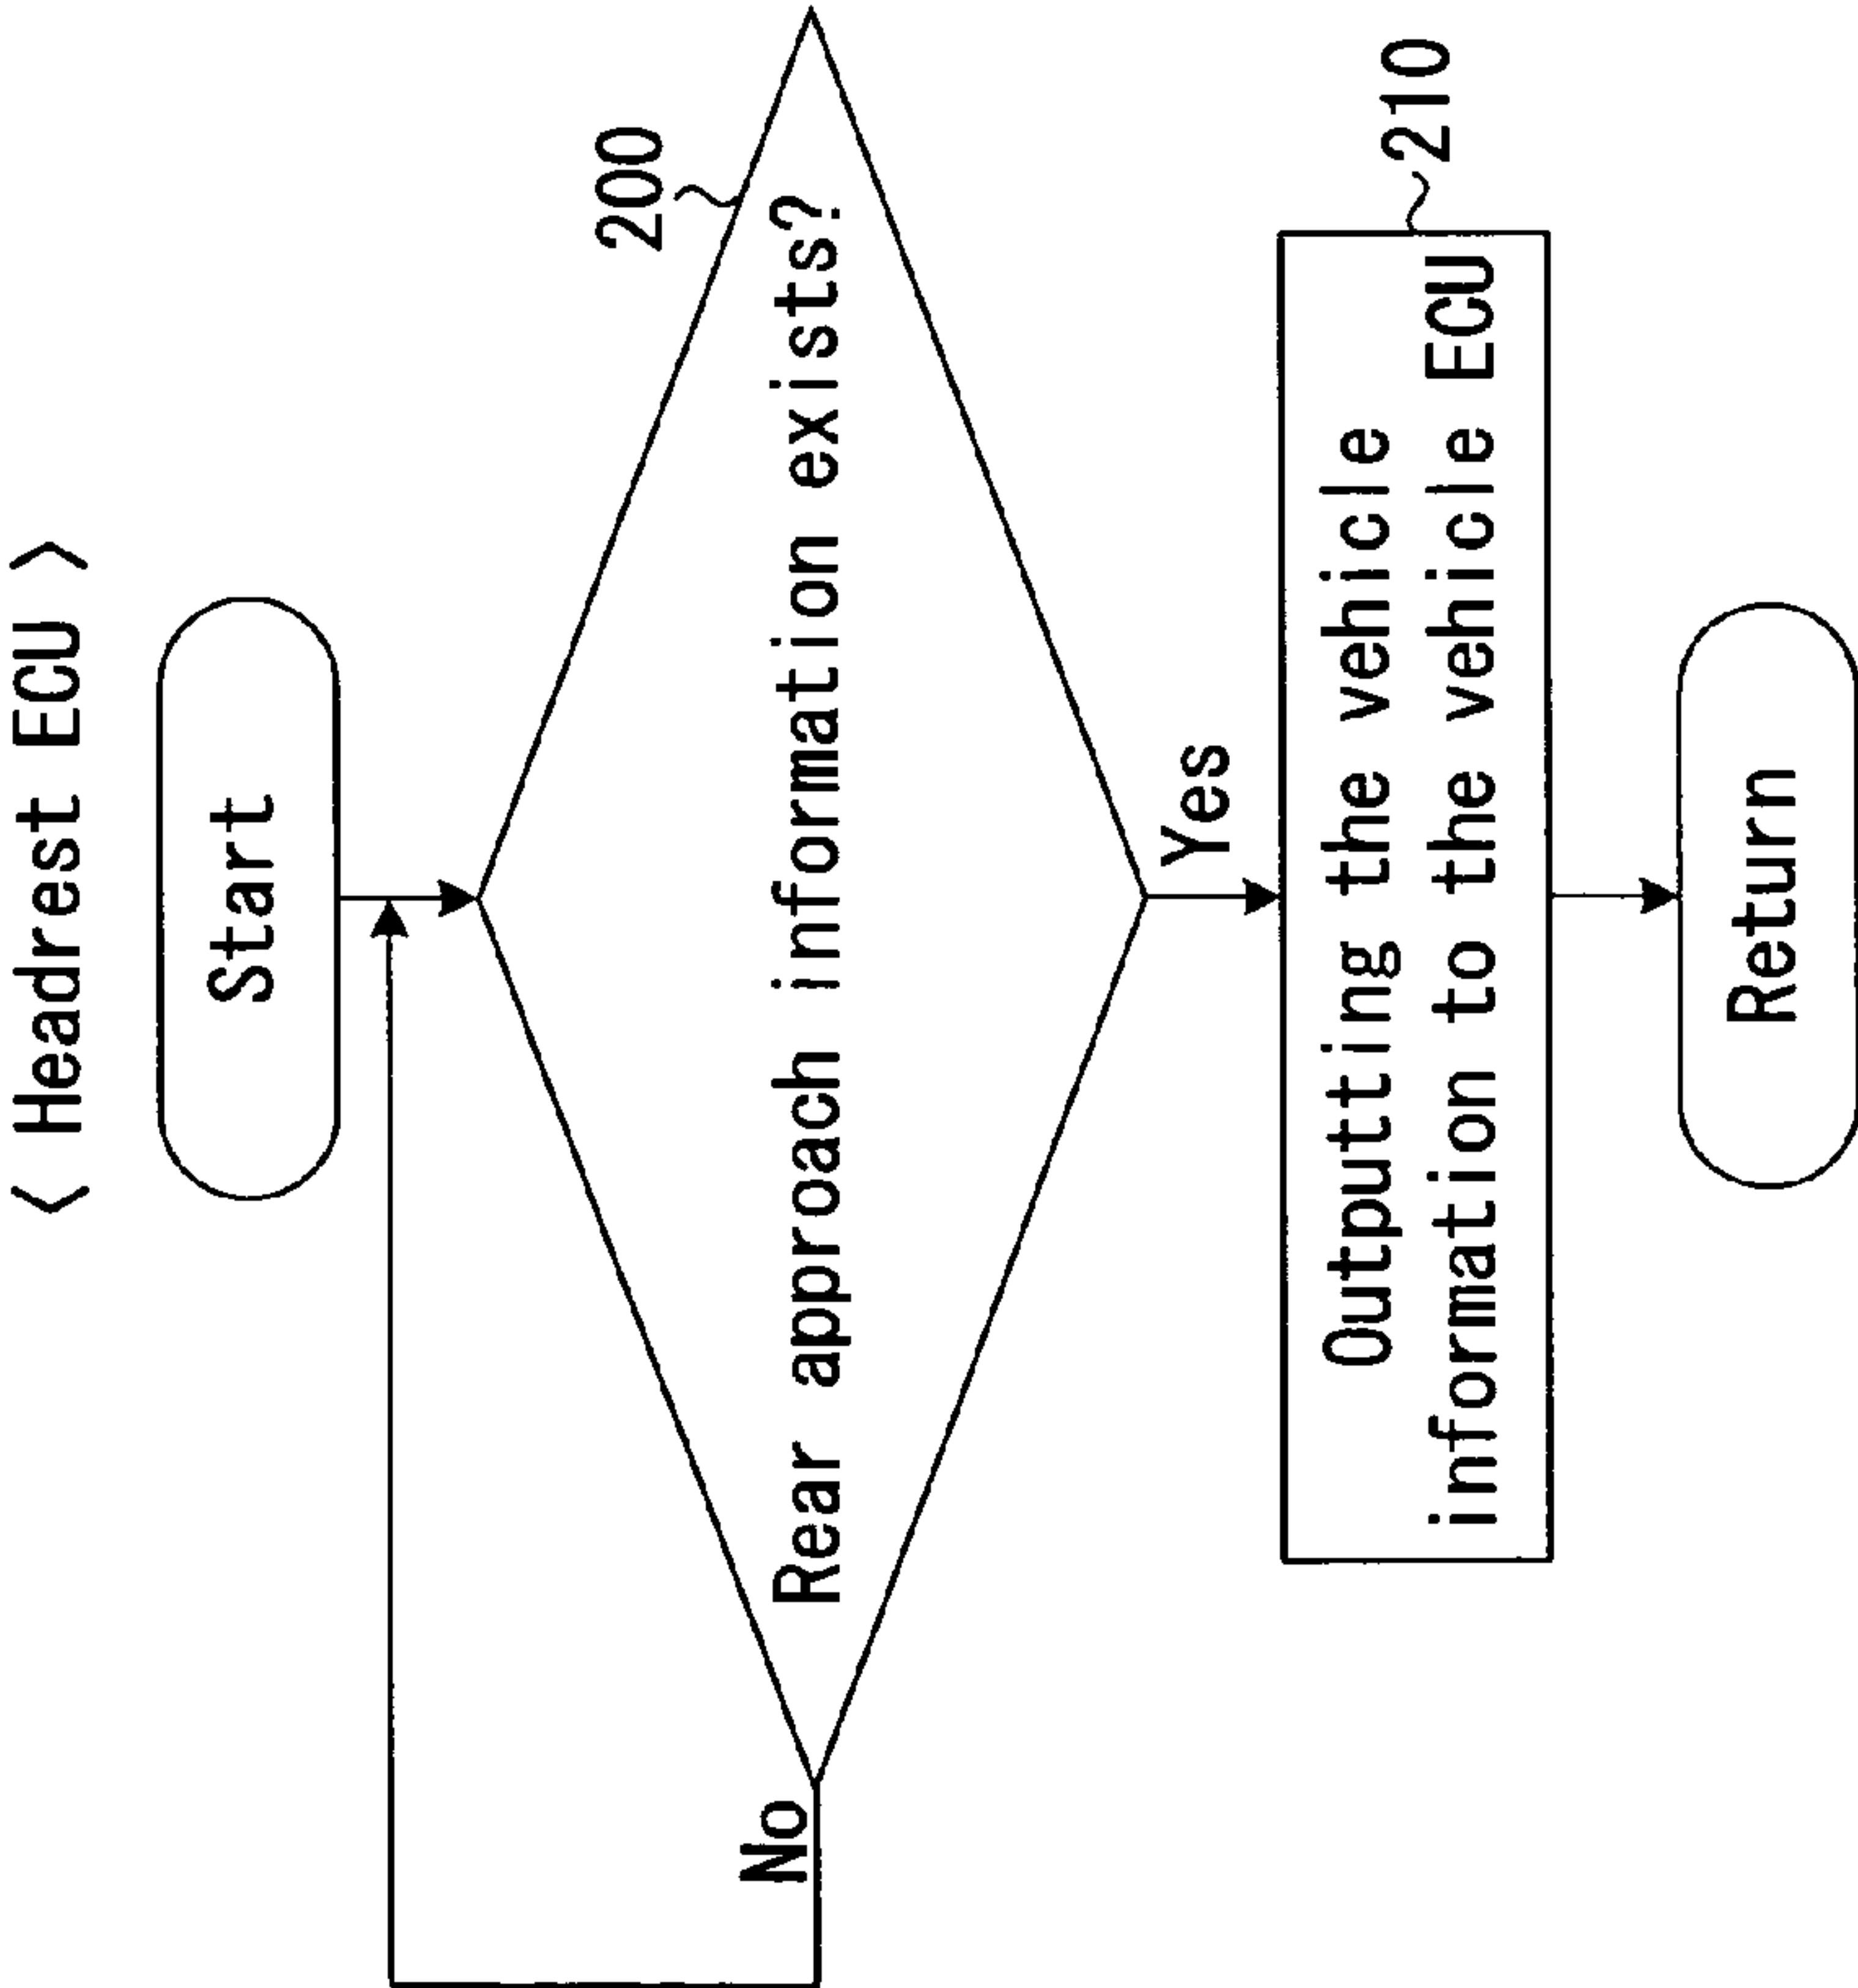 < Headrest ECU >
Start
200
Rear approach information exists?
No
Yes
210
Outputting the vehicle
information to the vehicle ECU
Return